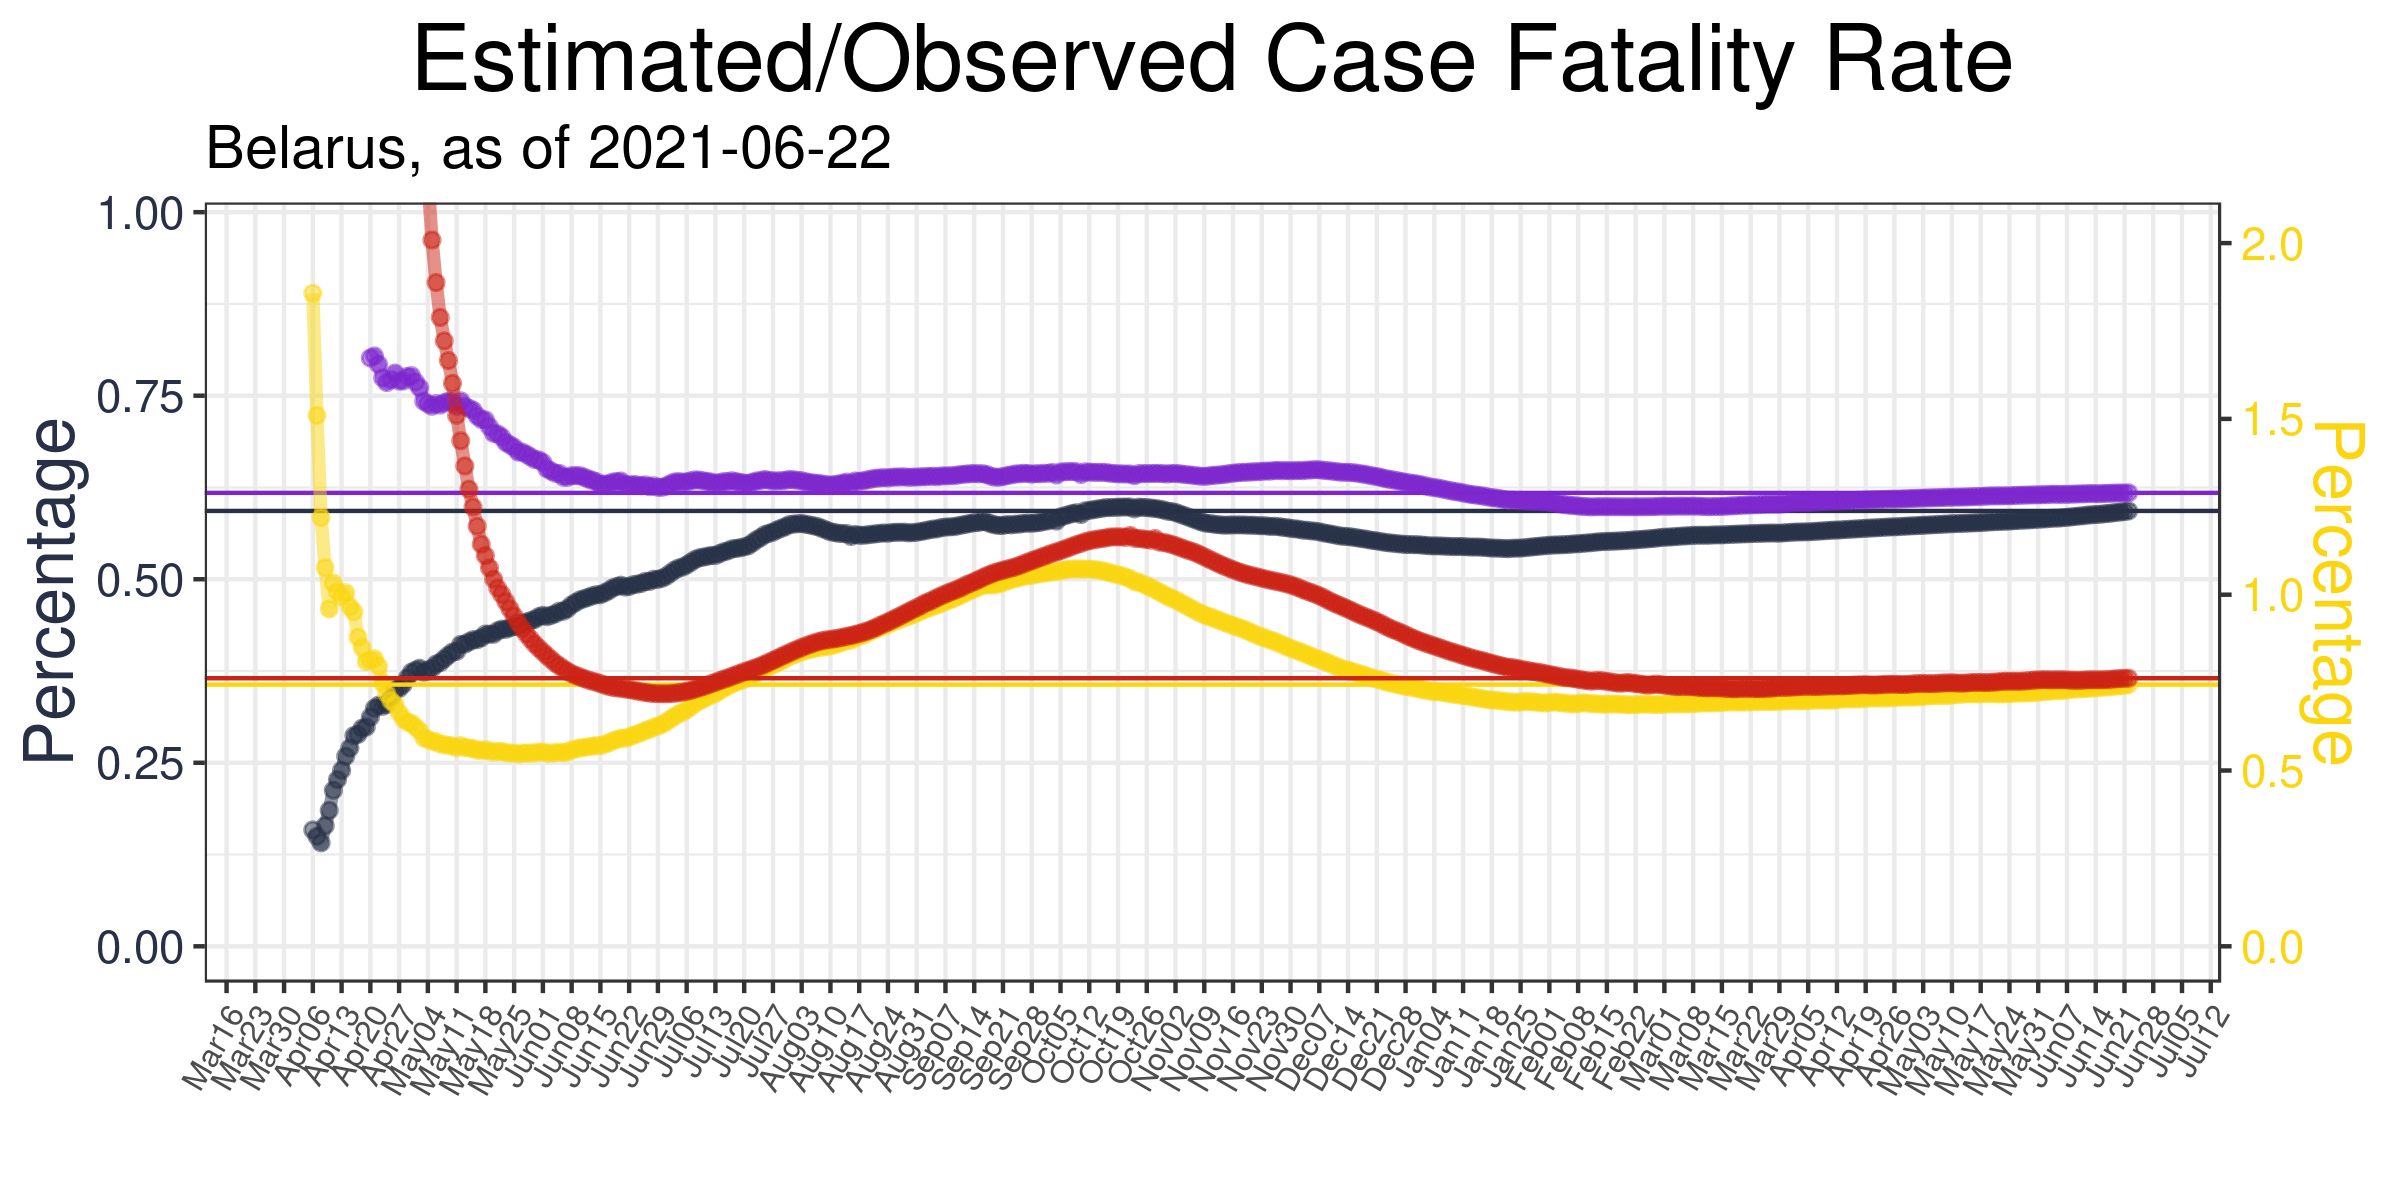 Estimated/Observed Case Fatality Rate
Belarus, as of 2021-06-22
Percentage
1.00
0.75
0.50
0.25
0.00
2.0
1.5
1.0
0.5
0.0
Percentage
Mar16
Mar23
Mar30
Apr06
Apr13
Apr20
Apr27
May04
May11
May18
May25
Jun01
Jun08
Jun15
Jun22
Jun29
Jul06
Jul13
Jul20
Jul27
Aug03
Aug10
Aug17
Aug24
Aug31
Sep07
Sep14
Sep21
Sep28
Oct05
Oct12
Oct19
Oct26
Nov02
Nov09
Nov16
Nov23
Nov30
Dec07
Dec14
Dec21
Dec28
Jan04
Jan11
Jan18
Jan25
Feb01
Feb08
Feb15
Feb22
Mar01
Mar08
Mar15
Mar22
Mar29
Apr05
Apr12
Apr19
Apr26
May03
May10
May17
May24
May31
Jun07
Jun14
Jun21
Jun28
Jul05
Jul12